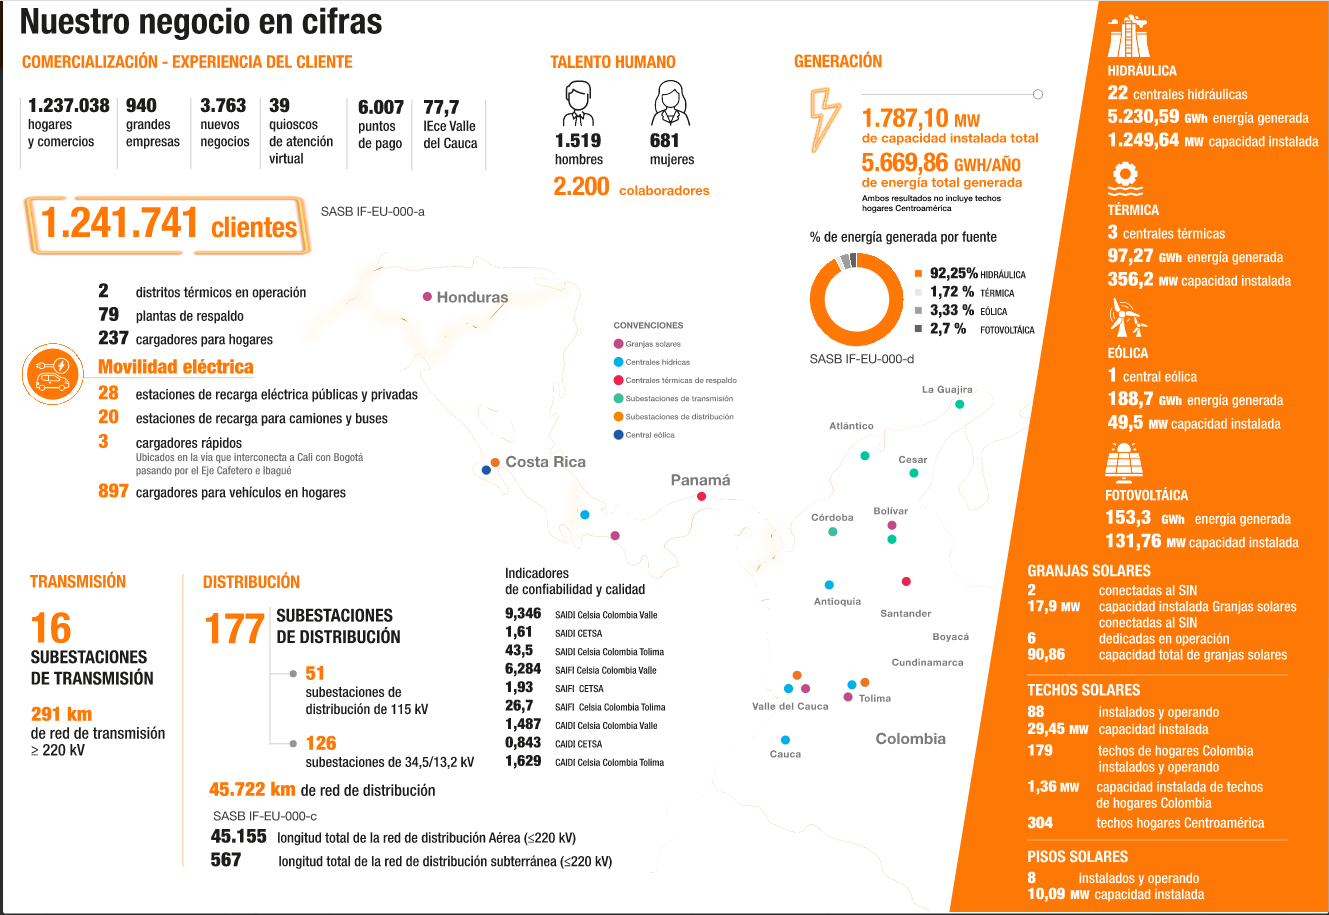 Nuestro negocio en cifras
COMERCIALIZACIÓN - EXPERIENCIA DEL CLIENTE
1.237.038
hogares
y comercios
940
grandes
empresas
3.763
nuevos
negocios
39
quioscos
de atención
virtual
6.007
puntos
de pago
77,7
IEce Valle
del Cauca
1.241.741 clientes
SASB IF-EU-000-a
2 distritos térmicos en operación
79 plantas de respaldo
237 cargadores para hogares
Movilidad eléctrica
28 estaciones de recarga eléctrica públicas y privadas
20 estaciones de recarga para camiones y buses
3 cargadores rápidos
Ubicados en la vía que interconecta a Cali con Bogotá
pasando por el Eje Cafetero e Ibagué
897 cargadores para vehículos en hogares
TALENTO HUMANO
1.519
hombres
681
mujeres
2.200 colaboradores
GENERACIÓN
1.787,10 MW
de capacidad instalada total
5.669,86 GWH/AÑO
de energía total generada
Ambos resultados no incluye techos
hogares Centroamérica
% de energía generada por fuente
92,25% HIDRÁULICA
1,72 % TÉRMICA
3,33 % EÓLICA
2,7 % FOTOVOLTÁICA
SASB IF-EU-000-d
CONVENCIONES
Granjas solares
Centrales hídricas
Centrales térmicas de respaldo
Subestaciones de transmisión
Subestaciones de distribución
Central eólica
Honduras
Costa Rica
Panamá
La Guajira
Atlántico
Cesar
Córdoba
Bolívar
Antioquia
Santander
Boyacá
Cundinamarca
Valle del Cauca
Tolima
Cauca
Colombia
TRANSMISIÓN
16
SUBESTACIONES
DE TRANSMISIÓN
291 km
de red de transmisión
≥ 220 kV
DISTRIBUCIÓN
177 SUBESTACIONES
DE DISTRIBUCIÓN
51
subestaciones de
distribución de 115 kV
126
subestaciones de 34,5/13,2 kV
45.722 km de red de distribución
SASB IF-EU-000-c
45.155 longitud total de la red de distribución Aérea (≤220 kV)
567 longitud total de la red de distribución subterránea (≤220 kV)
Indicadores
de confiabilidad y calidad
9,346 SAIDI Celsia Colombia Valle
1,61 SAIDI CETSA
43,5 SAIDI Celsia Colombia Tolima
6,284 SAIFI Celsia Colombia Valle
1,93 SAIFI CETSA
26,7 SAIFI Celsia Colombia Tolima
1,487 CAIDI Celsia Colombia Valle
0,843 CAIDI CETSA
1,629 CAIDI Celsia Colombia Tolima
HIDRÁULICA
22 centrales hidráulicas
5.230,59 GWh energía generada
1.249,64 MW capacidad instalada
TÉRMICA
3 centrales térmicas
97,27 GWh energía generada
356,2 MW capacidad instalada
EÓLICA
1 central eólica
188,7 GWh energía generada
49,5 MW capacidad instalada
FOTOVOLTÁICA
153,3 GWh energía generada
131,76 MW capacidad instalada
GRANJAS SOLARES
2 conectadas al SIN
17,9 MW capacidad instalada Granjas solares
conectadas al SIN
6 dedicadas en operación
90,86 capacidad total de granjas solares
TECHOS SOLARES
88 instalados y operando
29,45 MW capacidad instalada
179 techos de hogares Colombia
instalados y operando
1,36 MW capacidad instalada de techos
de hogares Colombia
304 techos hogares Centroamérica
PISOS SOLARES
8 instalados y operando
10,09 MW capacidad instalada